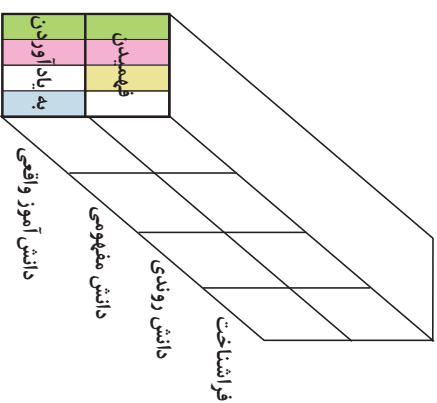 فهمیدن
به یادآوردن
دانش آموز واقعی
دانش مفهومی
دانش روندی
فراشناخت